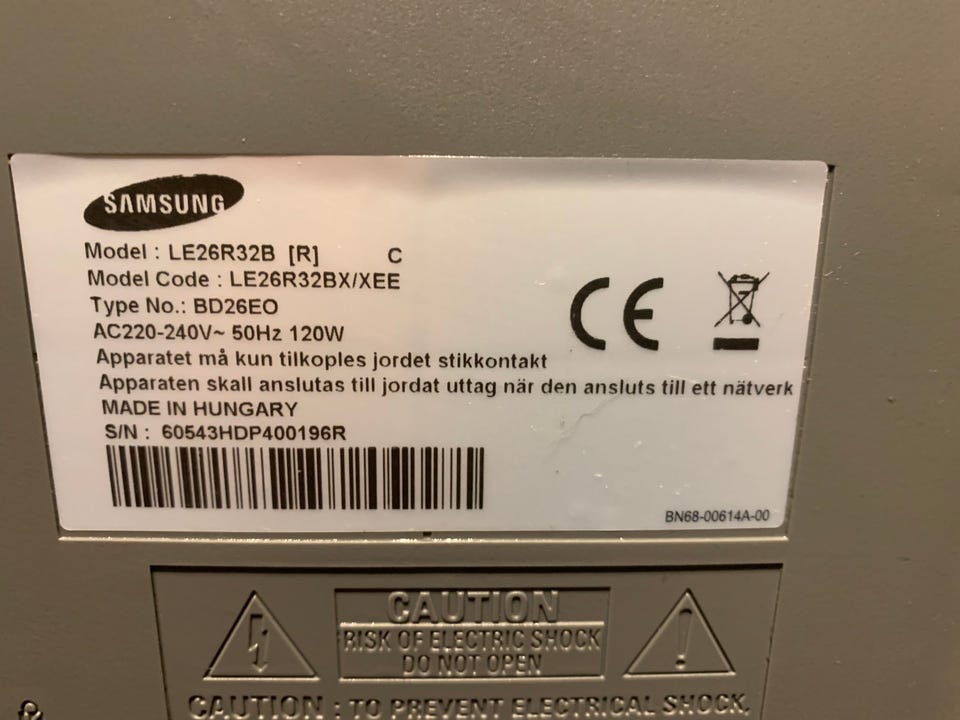 SAMSUNG
Model : LE26R32B [R] C
Model Code : LE26R32BX/XEE
Type No.: BD26EO
AC220-240V~ 50Hz 120W
Apparatet må kun tilkoples jordet stikkontakt
Apparaten skall anslutas till jordat uttag når den ansluts till ett nätverk
MADE IN HUNGARY
S/N : 60543HDP400196R
CE
BN68-00614A-00
CAUTION
RISK OF ELECTRIC SHOCK
DO NOT OPEN
CAUTION : TO PREVENT ELECTRICAL SHOCK,